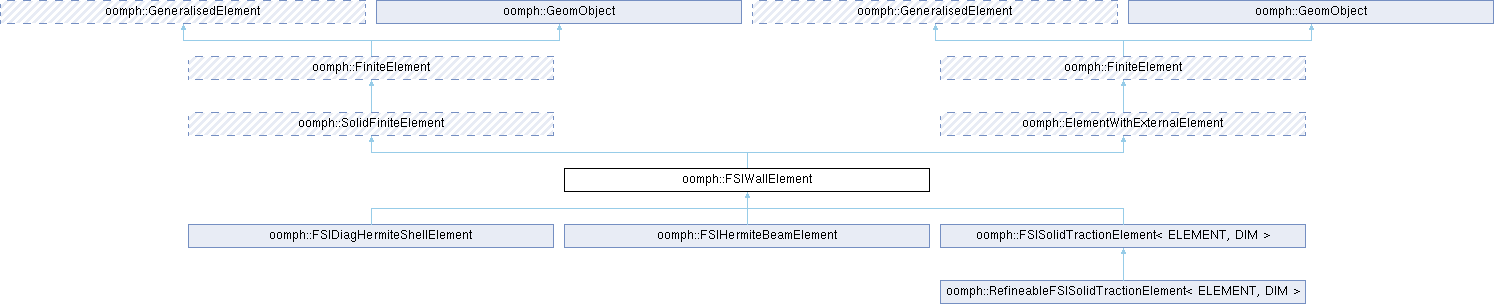 oomph::GeneralisedElement
oomph::GeomObject
oomph::GeneralisedElement
oomph::GeomObject
oomph::FiniteElement
oomph::FiniteElement
oomph::SolidFiniteElement
oomph::ElementWithExternalElement
oomph::FSIWallElement
oomph::FSIDiagHermiteShellElement
oomph::FSIHermiteBeamElement
oomph::FSISolidTractionElement< ELEMENT, DIM >
oomph::RefineableFSISolidTractionElement< ELEMENT, DIM >